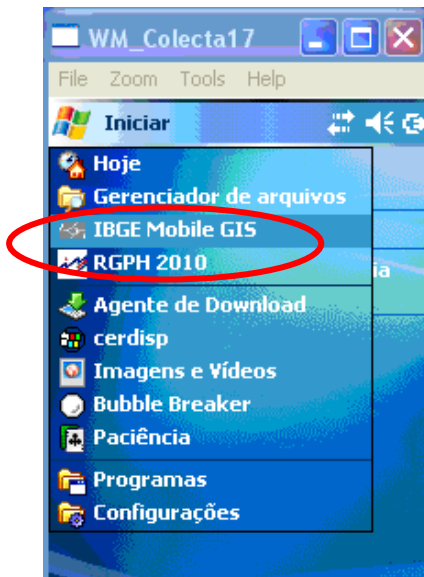 WM_Colecta17
File Zoom Tools Help
Iniciar
Hoje
Gerenciador de arquivos
IBGE Mobile GIS
RGPH 2010
ia
Agente de Download
cerdisp
Imagens e Vídeos
Bubble Breaker
Paciência
Programas
Configurações